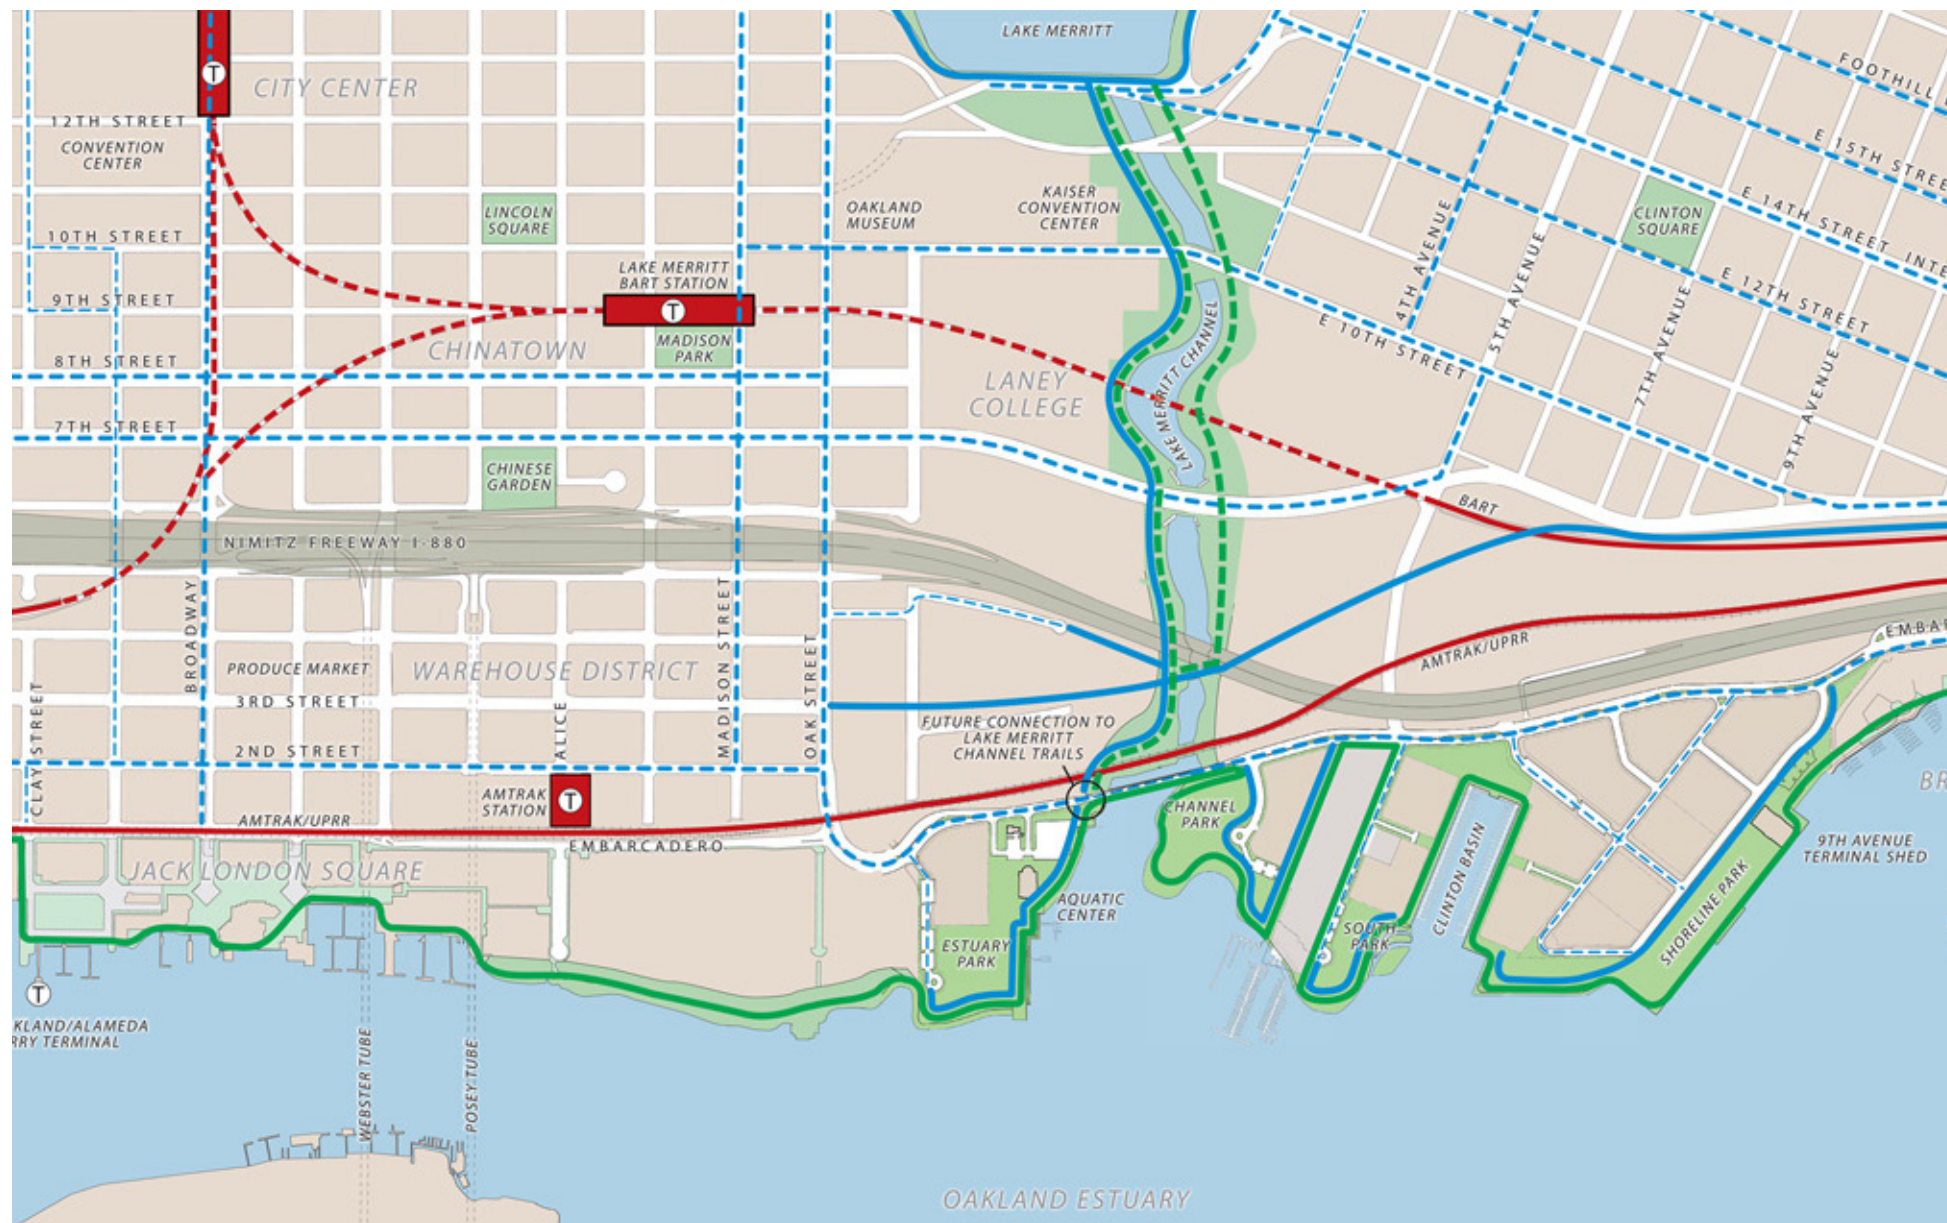 LAKE MERRITT
T
CITY CENTER
12TH STREET
CONVENTION
CENTER
FOOTHILL
E 15TH STREE
E 14TH STREET INTE
CLINTON
SQUARE
KAISER
CONVENTION
CENTER
OAKLAND
MUSEUM
LINCOLN
SQUARE
10TH STREET
4TH AVENUE
5TH AVENUE
E 12TH STREET
LAKE MERRITT
BART STATION
T
9TH STREET
7TH AVENUE
E 10TH STREET
LAKE MERRITT CHANNEL
MADISON
PARK
CHINATOWN
8TH STREET
LANEY
COLLEGE
9TH AVENUE
7TH STREET
CHINESE
GARDEN
BART
NIMITZ FREEWAY I-880
BROADWAY
MADISON STREET
OAK STREET
EMBAR
AMTRAK/UPRR
PRODUCE MARKET
WAREHOUSE DISTRICT
3RD STREET
CLAY STREET
ALICE
FUTURE CONNECTION TO
LAKE MERRITT
CHANNEL TRAILS
2ND STREET
AMTRAK
STATION
T
CHANNEL
PARK
AMTRAK/UPRR
EMBARCADERO
BR
9TH AVENUE
TERMINAL SHED
CLINTON BASIN
JACK LONDON SQUARE
AQUATIC
CENTER
SHORELINE PARK
SOUTH
PARK
ESTUARY
PARK
T
KLAND/ALAMEDA
RRY TERMINAL
WEBSTER TUBE
POSEY TUBE
OAKLAND ESTUARY